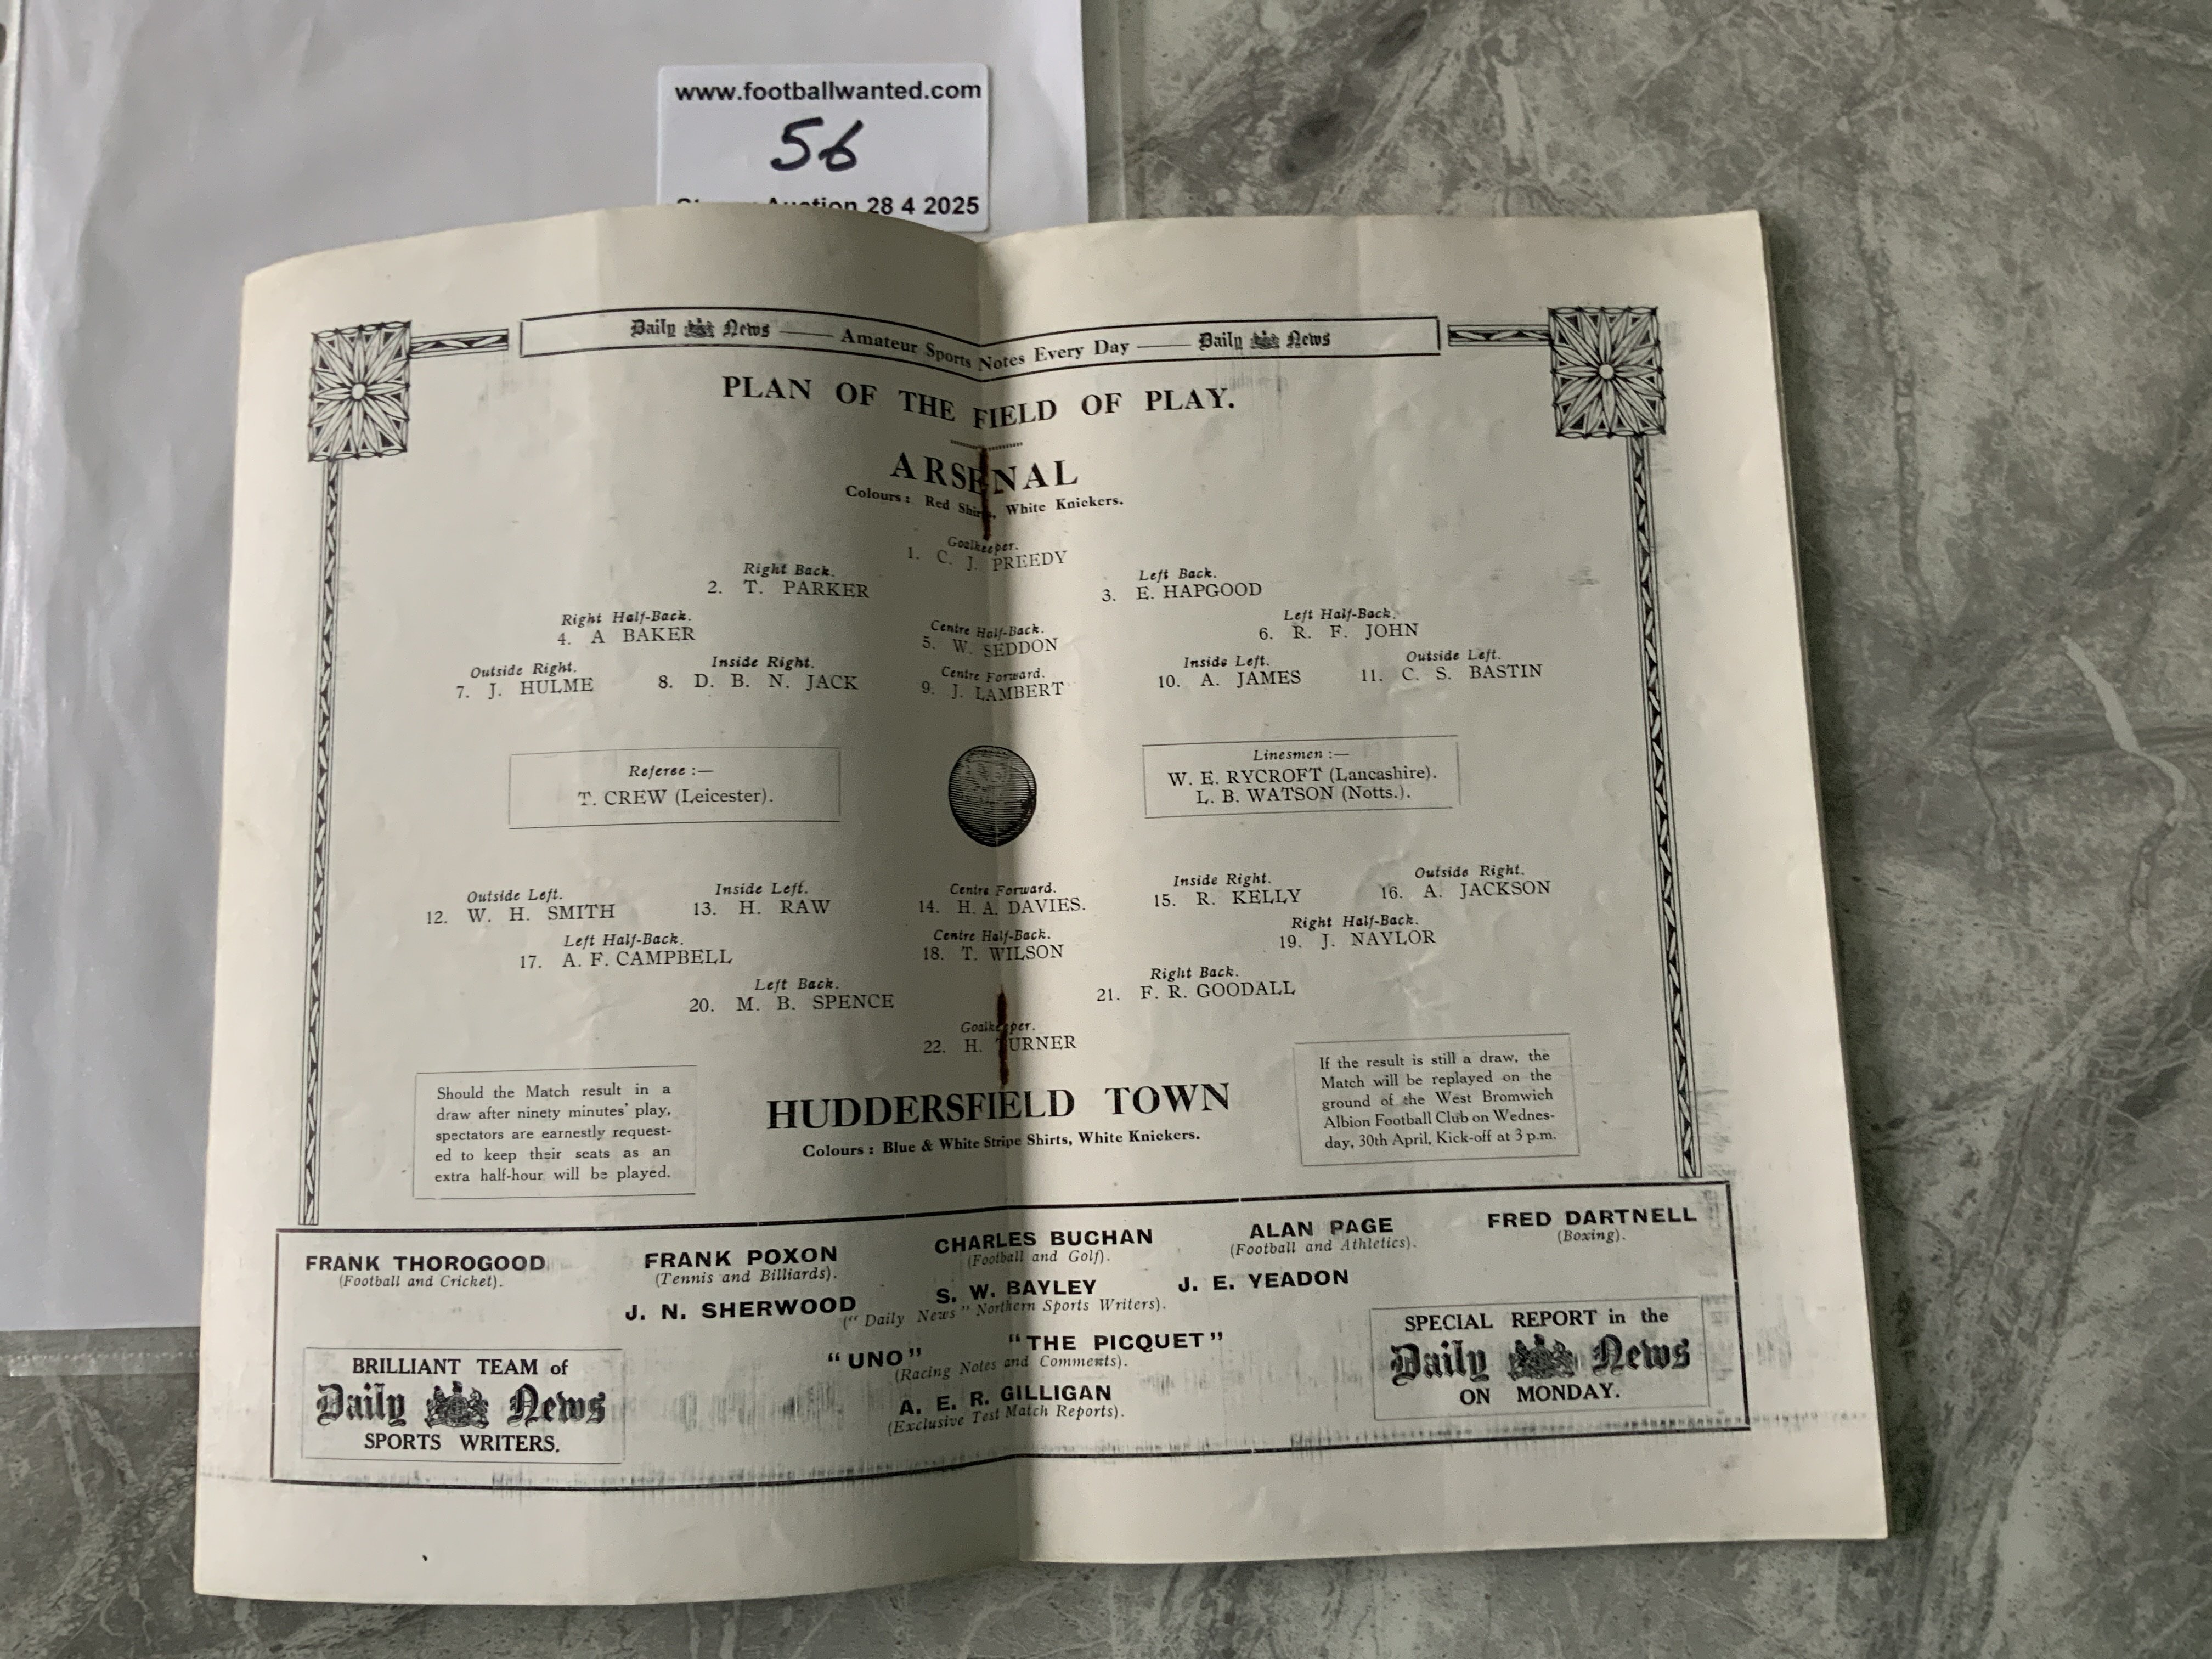 www.footballwanted.com
56
Auction 28 4 2025
Daily News — Amateur Sports Notes Every Day — Daily News
PLAN OF THE FIELD OF PLAY.
ARSENAL
Colours: Red Shirts, White Knickers.
Goalkeeper.
1. C. J. PREEDY
Right Back.
2. T. PARKER
Left Back.
3. E. HAPGOOD
Right Half-Back.
4. A BAKER
Centre Half-Back.
5. W. SEDDON
Left Half-Back.
6. R. F. JOHN
Outside Right.
7. J. HULME
Inside Right.
8. D. B. N. JACK
Centre Forward.
9. J. LAMBERT
Inside Left.
10. A. JAMES
Outside Left.
11. C. S. BASTIN
Referee :—
T. CREW (Leicester).
Linesmen :—
W. E. RYCROFT (Lancashire).
L. B. WATSON (Notts.).
Outside Left.
12. W. H. SMITH
Inside Left.
13. H. RAW
Centre Forward.
14. H. A. DAVIES.
Inside Right.
15. R. KELLY
Outside Right.
16. A. JACKSON
Left Half-Back.
17. A. F. CAMPBELL
Centre Half-Back.
18. T. WILSON
Right Half-Back.
19. J. NAYLOR
Left Back.
20. M. B. SPENCE
Right Back.
21. F. R. GOODALL
Goalkeeper.
22. H. TURNER
HUDDERSFIELD TOWN
Colours: Blue & White Stripe Shirts, White Knickers.
Should the Match result in a
draw after ninety minutes' play,
spectators are earnestly request-
ed to keep their seats as an
extra half-hour will be played.
If the result is still a draw, the
Match will be replayed on the
ground of the West Bromwich
Albion Football Club on Wednes-
day, 30th April, Kick-off at 3 p.m.
FRANK THOROGOOD
(Football and Cricket).
FRANK POXON
(Tennis and Billiards).
CHARLES BUCHAN
(Football and Golf).
ALAN PAGE
(Football and Athletics).
FRED DARTNELL
(Boxing).
J. N. SHERWOOD
S. W. BAYLEY
J. E. YEADON
("Daily News" Northern Sports Writers).
"UNO"
"THE PICQUET"
(Racing Notes and Comments).
A. E. R. GILLIGAN
(Exclusive Test Match Reports).
BRILLIANT TEAM of
Daily News
SPORTS WRITERS.
SPECIAL REPORT in the
Daily News
ON MONDAY.